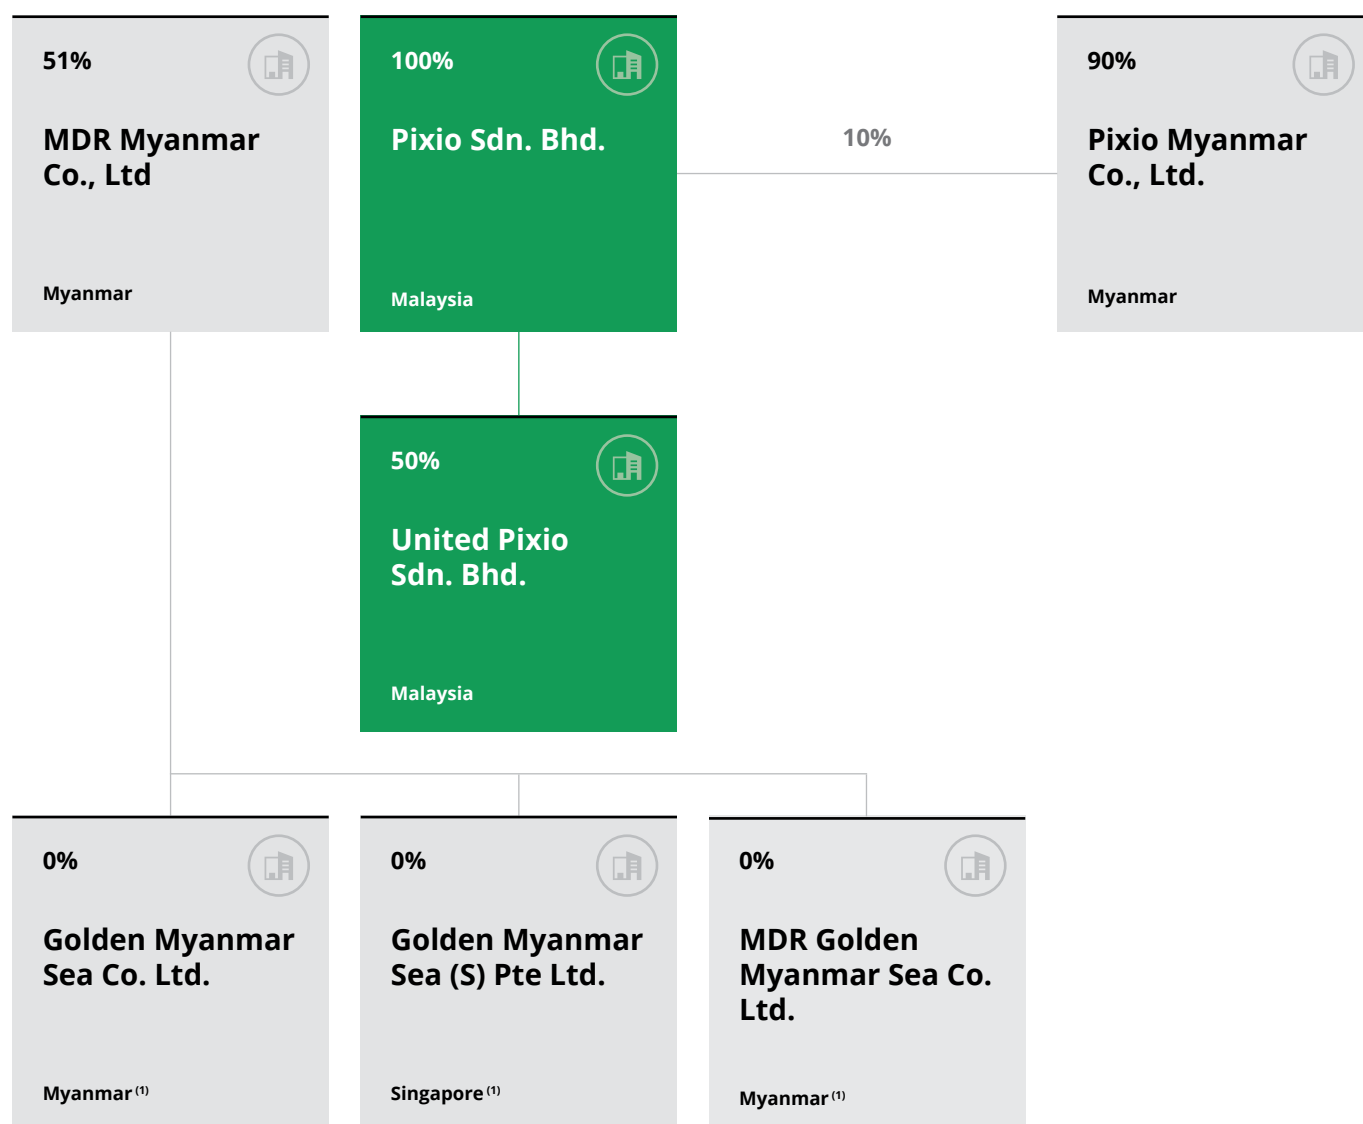 51%
MDR Myanmar
Co., Ltd
Myanmar
100%
Pixio Sdn. Bhd.
Malaysia
10%
90%
Pixio Myanmar
Co., Ltd.
Myanmar
50%
United Pixio
Sdn. Bhd.
Malaysia
0%
Golden Myanmar
Sea Co. Ltd.
Myanmar (1)
0%
Golden Myanmar
Sea (S) Pte Ltd.
Singapore (1)
0%
MDR Golden
Myanmar Sea Co.
Ltd.
Myanmar (1)